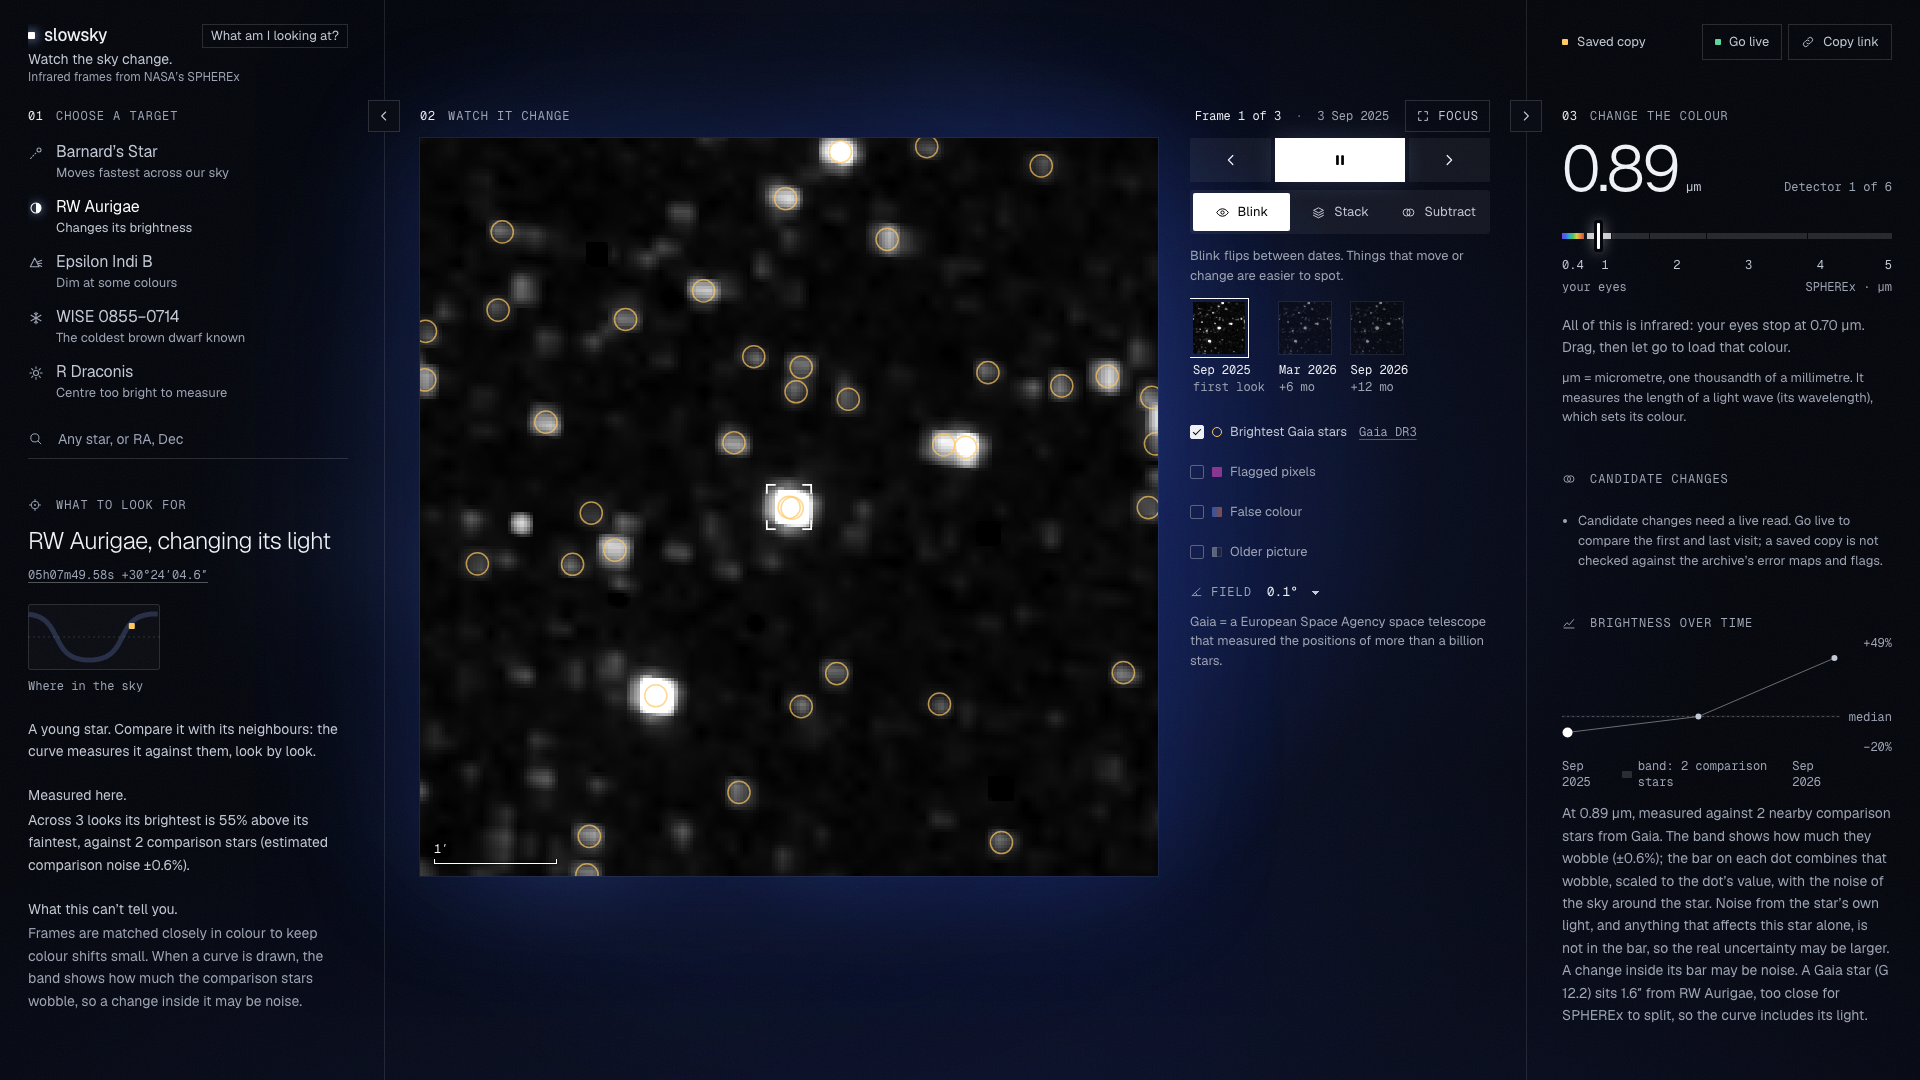 slowsky
What am I looking at?
Watch the sky change.
Infrared frames from NASA's SPHEREx
01 CHOOSE A TARGET
Barnard's Star
Moves fastest across our sky
RW Aurigae
Changes its brightness
Epsilon Indi B
Dim at some colours
WISE 0855–0714
The coldest brown dwarf known
R Draconis
Centre too bright to measure
Any star, or RA, Dec
WHAT TO LOOK FOR
RW Aurigae, changing its light
05h07m49.58s +30°24′04.6″
Where in the sky
A young star. Compare it with its neighbours: the
curve measures it against them, look by look.
Measured here.
Across 3 looks its brightest is 55% above its
faintest, against 2 comparison stars (estimated
comparison noise ±0.6%).
What this can't tell you.
Frames are matched closely in colour to keep
colour shifts small. When a curve is drawn, the
band shows how much the comparison stars
wobble, so a change inside it may be noise.
02 WATCH IT CHANGE
Frame 1 of 3 · 3 Sep 2025
FOCUS
1′
Blink
Stack
Subtract
Blink flips between dates. Things that move or
change are easier to spot.
Sep 2025
first look
Mar 2026
+6 mo
Sep 2026
+12 mo
Brightest Gaia stars Gaia DR3
Flagged pixels
False colour
Older picture
FIELD 0.1°
Gaia = a European Space Agency space telescope
that measured the positions of more than a billion
stars.
Saved copy
Go live
Copy link
03 CHANGE THE COLOUR
0.89 µm
Detector 1 of 6
0.4 1 2 3 4 5
your eyes
SPHEREx · µm
All of this is infrared: your eyes stop at 0.70 µm.
Drag, then let go to load that colour.
µm = micrometre, one thousandth of a millimetre. It
measures the length of a light wave (its wavelength),
which sets its colour.
CANDIDATE CHANGES
• Candidate changes need a live read. Go live to
compare the first and last visit; a saved copy is not
checked against the archive's error maps and flags.
BRIGHTNESS OVER TIME
+49%
median
−20%
Sep 2025
band: 2 comparison stars
Sep 2026
At 0.89 µm, measured against 2 nearby comparison
stars from Gaia. The band shows how much they
wobble (±0.6%); the bar on each dot combines that
wobble, scaled to the dot's value, with the noise of
the sky around the star. Noise from the star's own
light, and anything that affects this star alone, is
not in the bar, so the real uncertainty may be larger.
A change inside its bar may be noise. A Gaia star (G
12.2) sits 1.6″ from RW Aurigae, too close for
SPHEREx to split, so the curve includes its light.